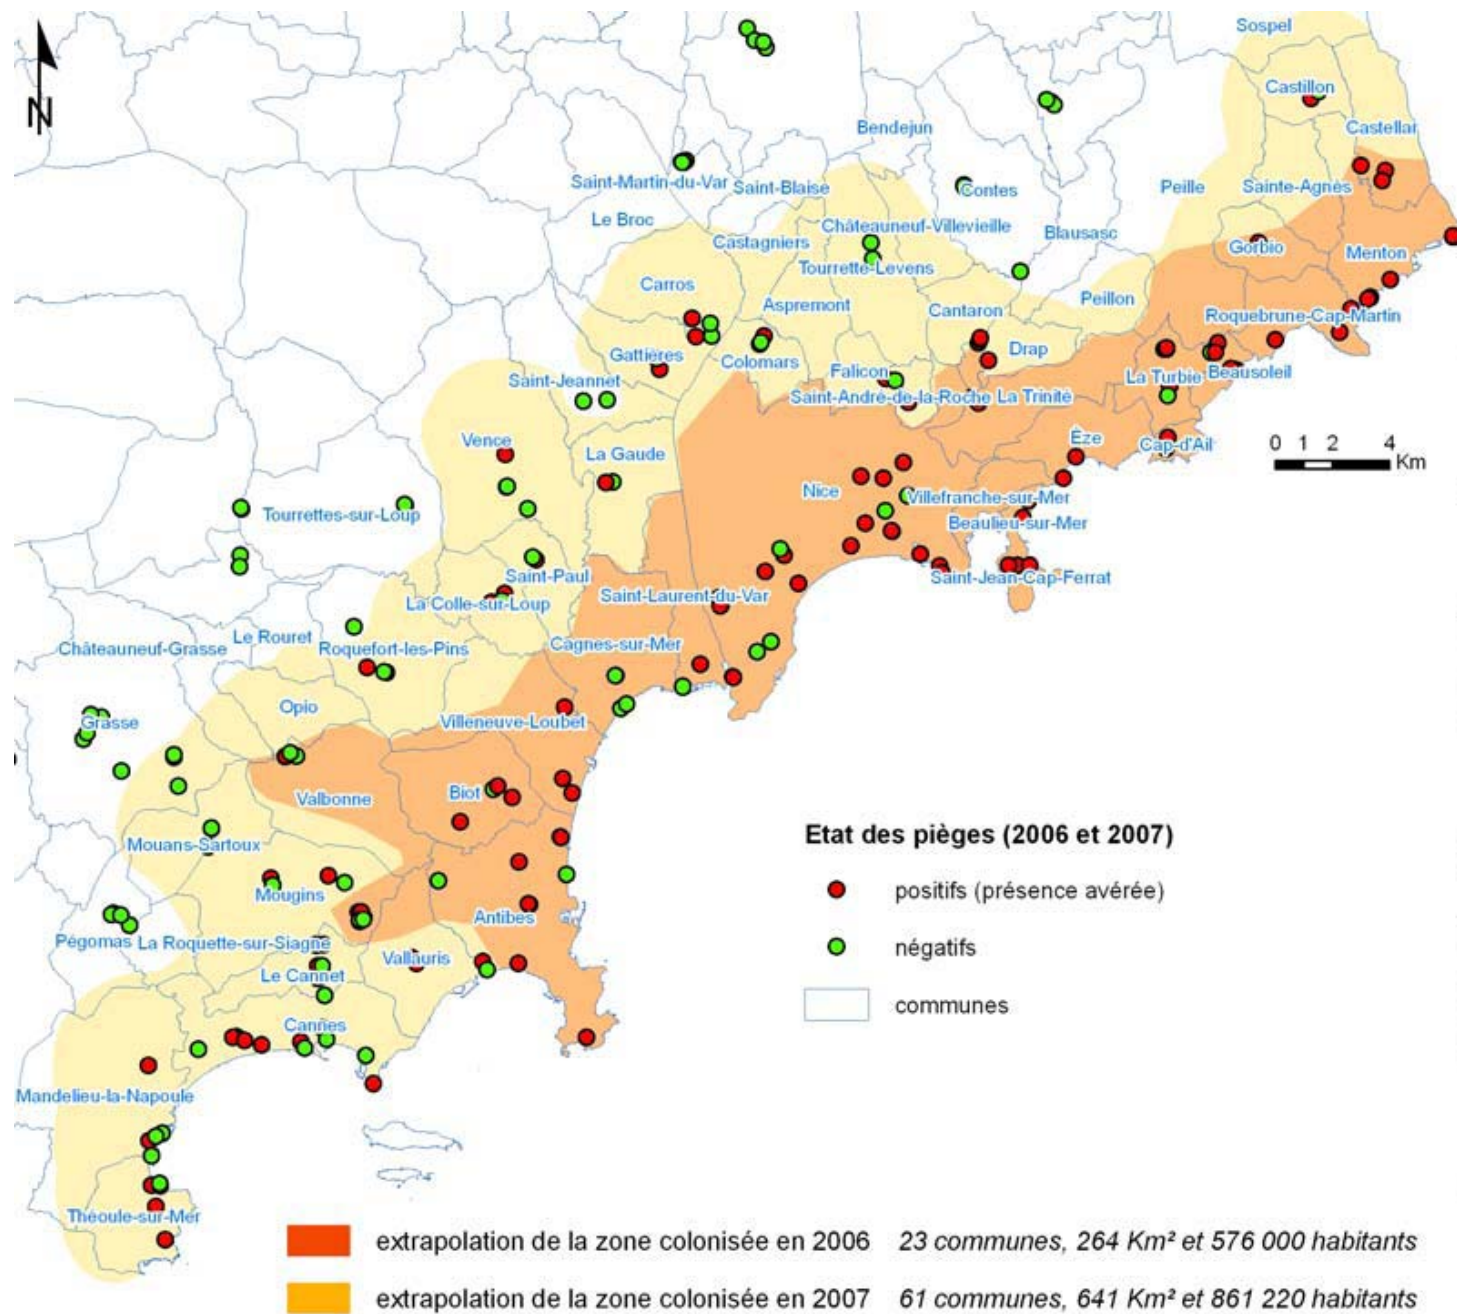 N
Sospel
Castillon
Bendejun
Castellar
Saint-Martin-du-Var
Saint-Blaise
Contes
Peille
Sainte-Agnès
Le Broc
Châteauneuf-Villevieille
Blausasc
Castagniers
Gorbio
Menton
Tourrette-Levens
Carros
Peillon
Aspremont
Cantaron
Roquebrune-Cap-Martin
Gattières
Colomars
Drap
Falicon
La Turbie
Beausoleil
Saint-Jeannet
Saint-André-de-la-Roche
La Trinité
Vence
Èze
Cap-d'Ail
0 1 2 4
Km
La Gaude
Nice
Villefranche-sur-Mer
Tourrettes-sur-Loup
Beaulieu-sur-Mer
Saint-Paul
Saint-Jean-Cap-Ferrat
La Colle-sur-Loup
Saint-Laurent-du-Var
Le Rouret
Châteauneuf-Grasse
Roquefort-les-Pins
Cagnes-sur-Mer
Opio
Grasse
Villeneuve-Loubet
Valbonne
Biot
Mouans-Sartoux
Mougins
Antibes
Pégomas
La Roquette-sur-Siagne
Vallauris
Le Cannet
Cannes
Mandelieu-la-Napoule
Théoule-sur-Mer
Etat des pièges (2006 et 2007)
positifs (présence avérée)
négatifs
communes
extrapolation de la zone colonisée en 2006 23 communes, 264 Km² et 576 000 habitants
extrapolation de la zone colonisée en 2007 61 communes, 641 Km² et 861 220 habitants